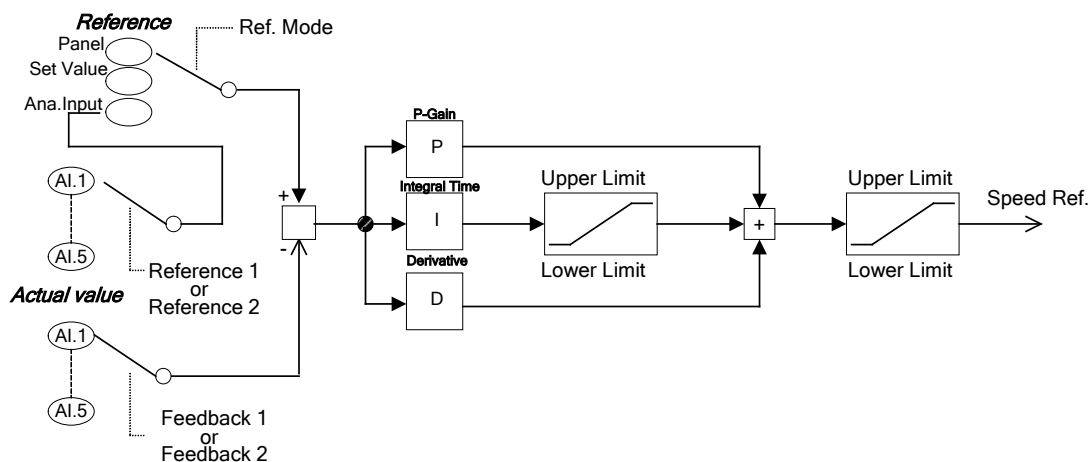 Reference
Panel
Set Value
Ana.Input
Ref. Mode
AI.1
AI.5
Reference 1
or
Reference 2
Actual value
AI.1
AI.5
Feedback 1
or
Feedback 2
+
-
P-Gain
P
Integral Time
I
Derivative
D
Upper Limit
Lower Limit
+
Upper Limit
Lower Limit
Speed Ref.